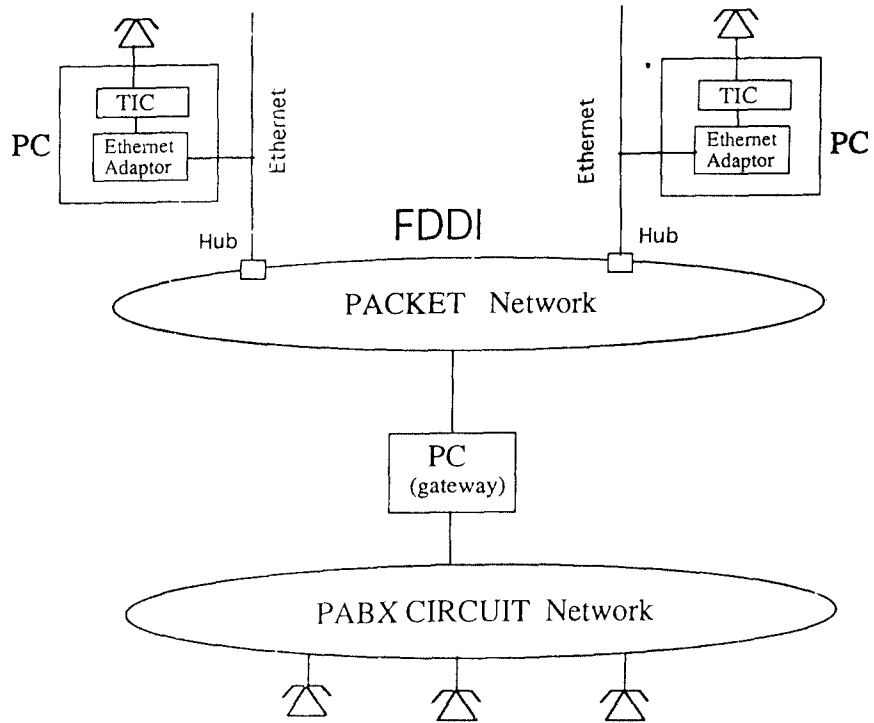 TIC
Ethernet
Adaptor
PC
Ethernet
Hub
FDDI
Ethernet
TIC
Ethernet
Adaptor
PC
Hub
PACKET Network
PC
(gateway)
PABX CIRCUIT Network